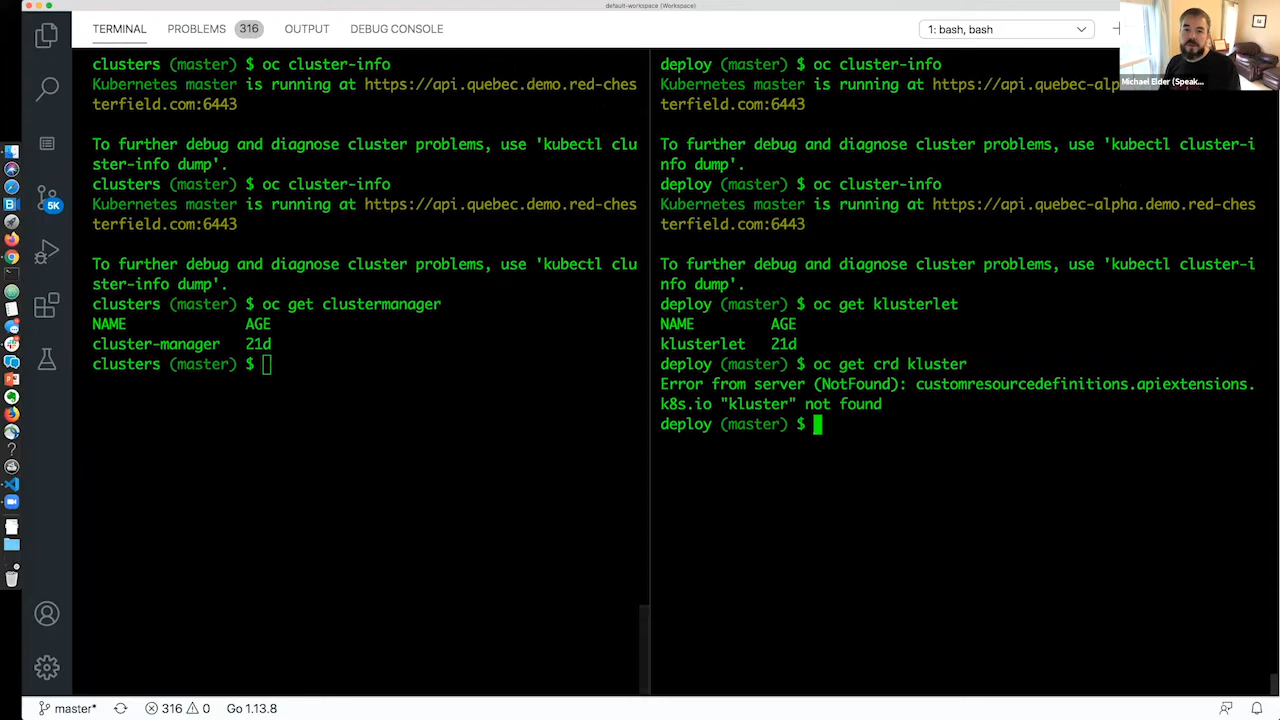 default-workspace (Workspace)
TERMINAL
PROBLEMS
316
OUTPUT
DEBUG CONSOLE
1: bash, bash
Michael Elder (Speak...
5K
clusters (master) $ oc cluster-info
Kubernetes master is running at https://api.quebec.demo.red-ches
terfield.com:6443
To further debug and diagnose cluster problems, use 'kubectl clu
ster-info dump'.
clusters (master) $ oc cluster-info
Kubernetes master is running at https://api.quebec.demo.red-ches
terfield.com:6443
To further debug and diagnose cluster problems, use 'kubectl clu
ster-info dump'.
clusters (master) $ oc get clustermanager
NAME AGE
cluster-manager 21d
clusters (master) $
deploy (master) $ oc cluster-info
Kubernetes master is running at https://api.quebec-alp
terfield.com:6443
To further debug and diagnose cluster problems, use 'kubectl cluster-i
nfo dump'.
deploy (master) $ oc cluster-info
Kubernetes master is running at https://api.quebec-alpha.demo.red-ches
terfield.com:6443
To further debug and diagnose cluster problems, use 'kubectl cluster-i
nfo dump'.
deploy (master) $ oc get klusterlet
NAME AGE
klusterlet 21d
deploy (master) $ oc get crd kluster
Error from server (NotFound): customresourcedefinitions.apiextensions.
k8s.io "kluster" not found
deploy (master) $
master*
316
0
Go 1.13.8